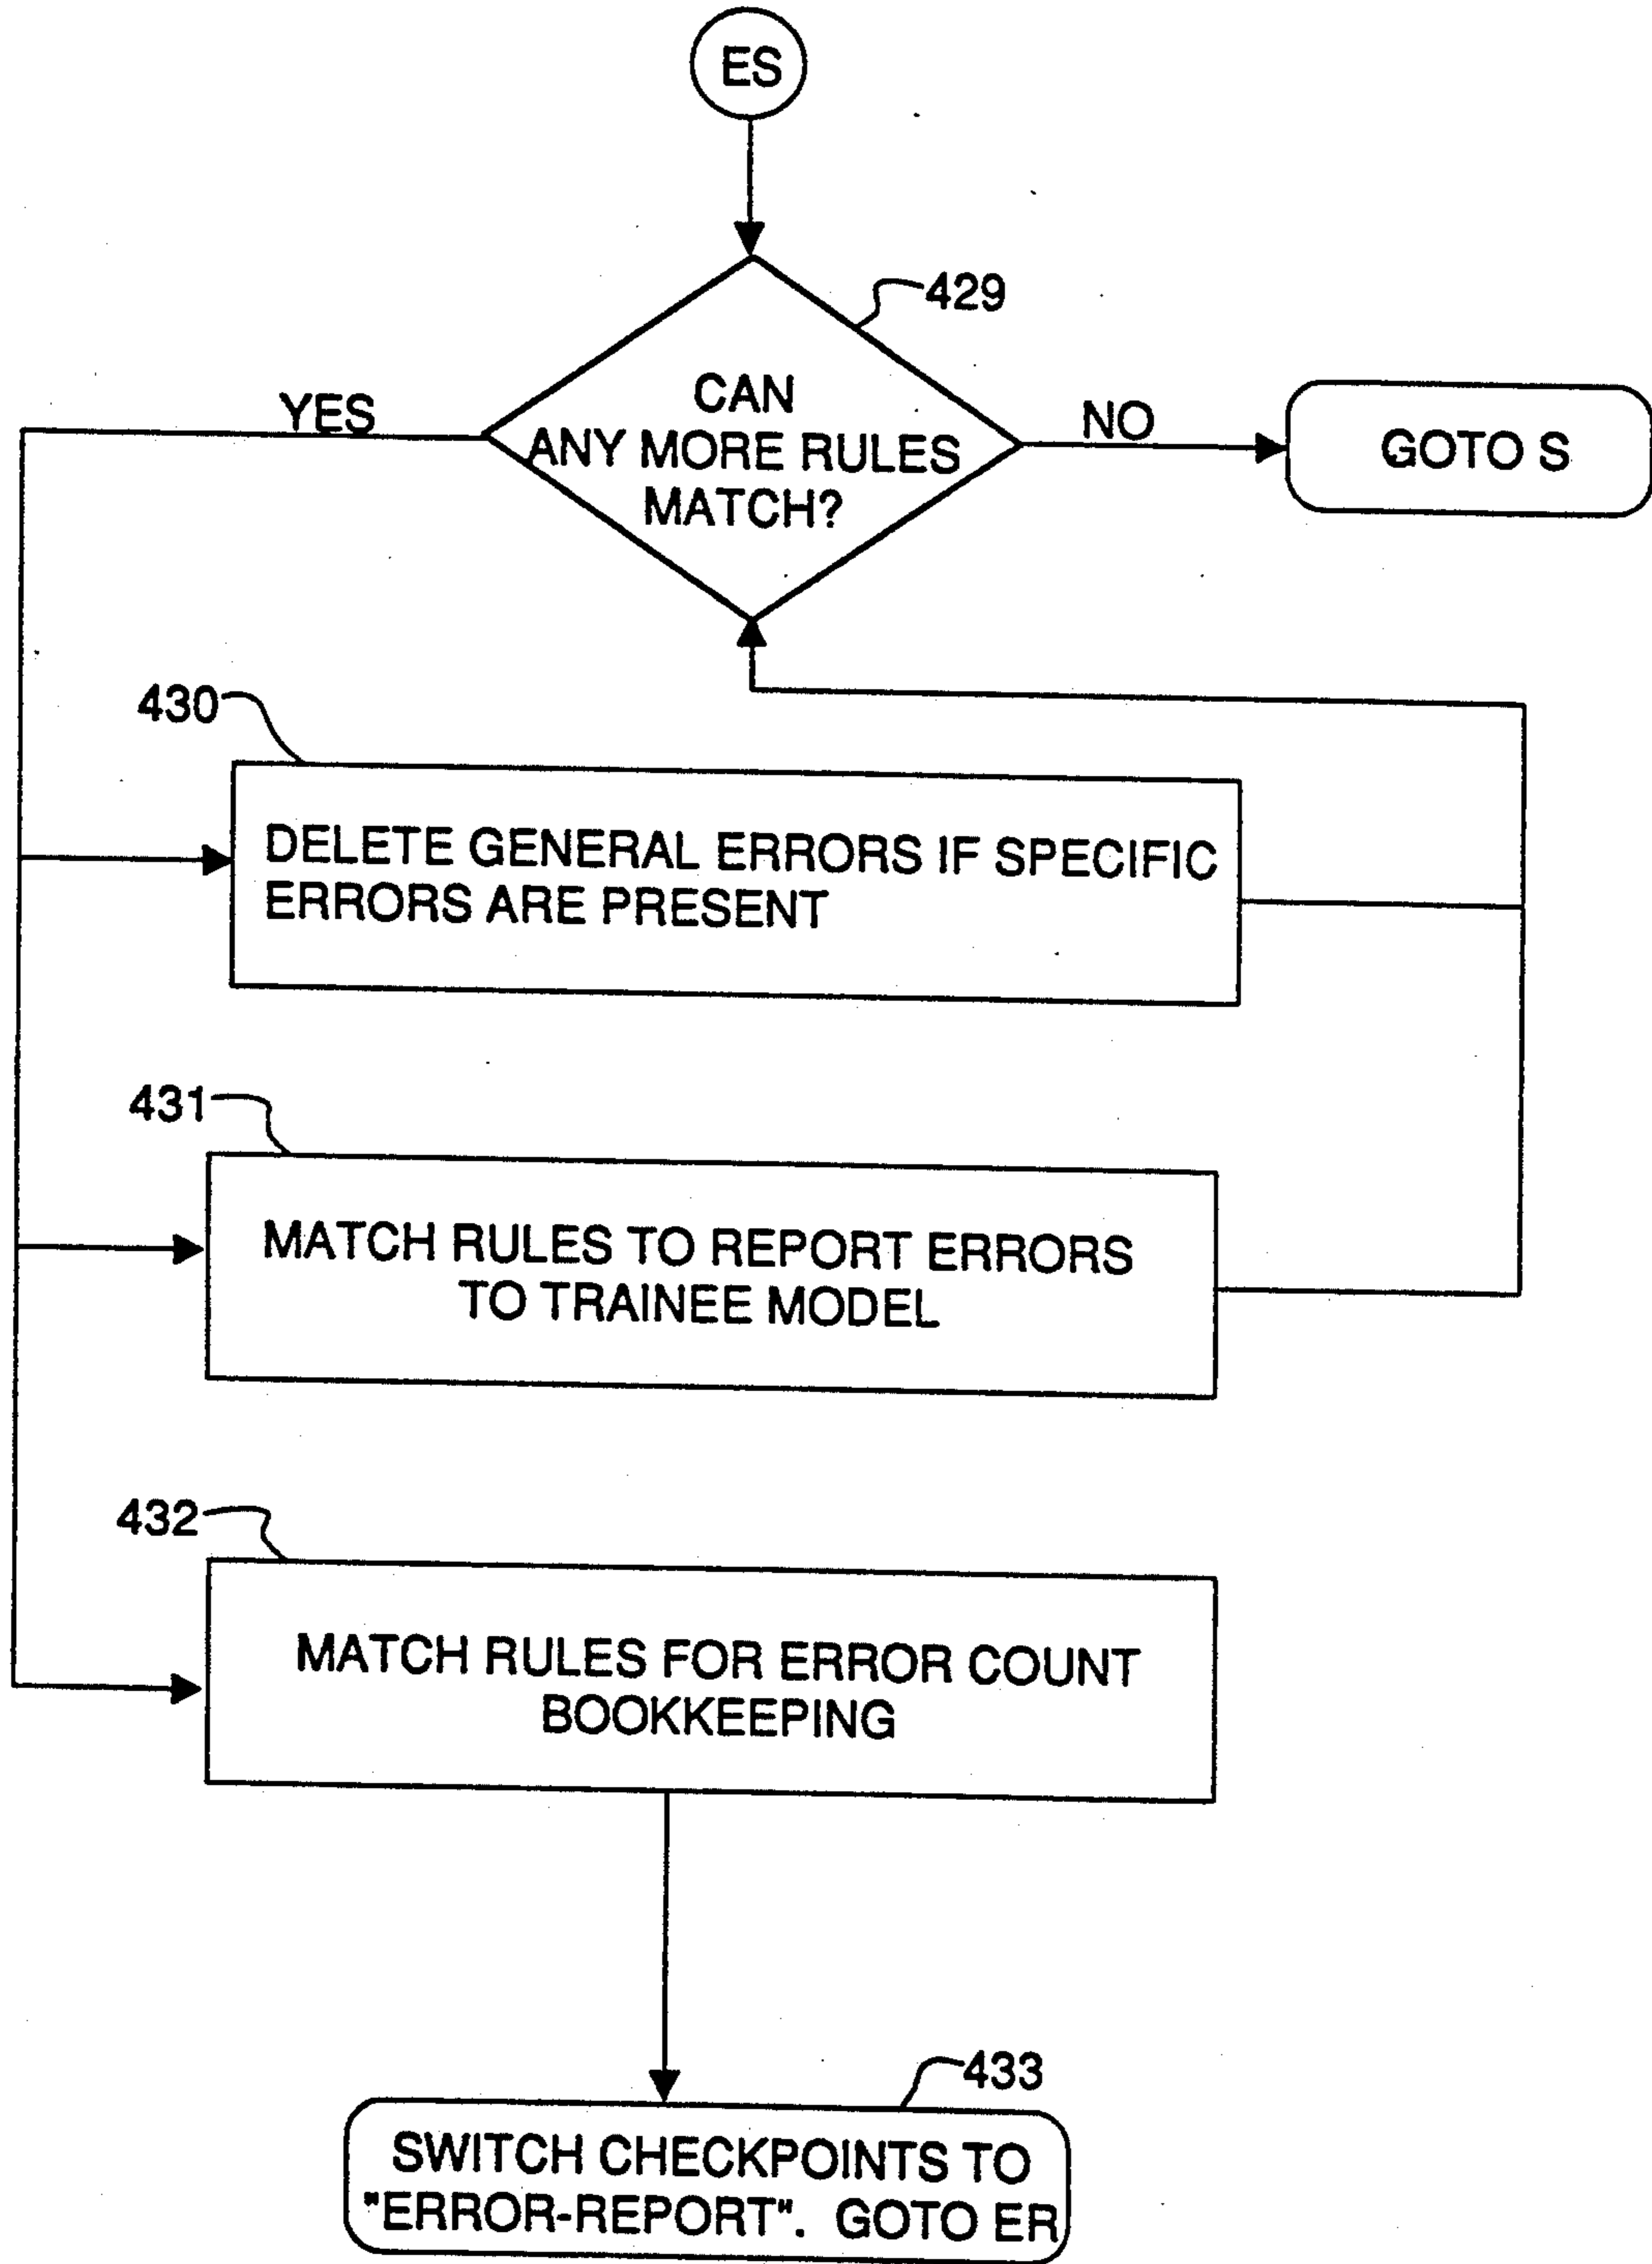 ES
429
CAN
ANY MORE RULES
MATCH?
YES
NO
GOTO S
430
DELETE GENERAL ERRORS IF SPECIFIC
ERRORS ARE PRESENT
431
MATCH RULES TO REPORT ERRORS
TO TRAINEE MODEL
432
MATCH RULES FOR ERROR COUNT
BOOKKEEPING
433
SWITCH CHECKPOINTS TO
"ERROR-REPORT". GOTO ER